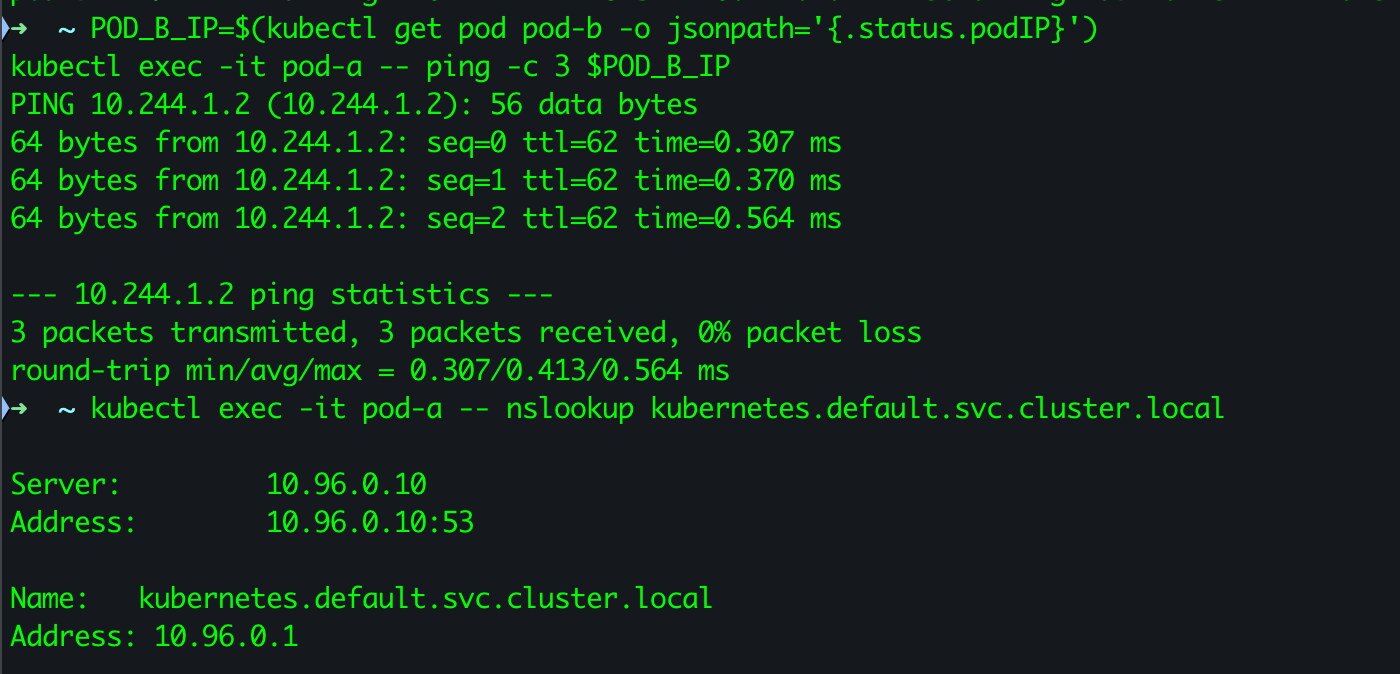 ➜  ~ POD_B_IP=$(kubectl get pod pod-b -o jsonpath='{.status.podIP}')
kubectl exec -it pod-a -- ping -c 3 $POD_B_IP
PING 10.244.1.2 (10.244.1.2): 56 data bytes
64 bytes from 10.244.1.2: seq=0 ttl=62 time=0.307 ms
64 bytes from 10.244.1.2: seq=1 ttl=62 time=0.370 ms
64 bytes from 10.244.1.2: seq=2 ttl=62 time=0.564 ms

--- 10.244.1.2 ping statistics ---
3 packets transmitted, 3 packets received, 0% packet loss
round-trip min/avg/max = 0.307/0.413/0.564 ms
➜  ~ kubectl exec -it pod-a -- nslookup kubernetes.default.svc.cluster.local

Server:         10.96.0.10
Address:        10.96.0.10:53

Name:   kubernetes.default.svc.cluster.local
Address: 10.96.0.1